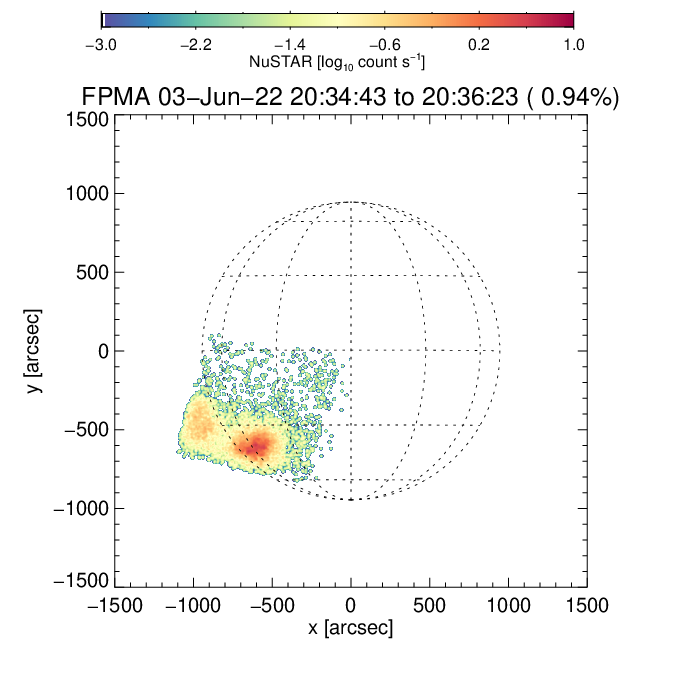 −3.0 −2.2 −1.4 −0.6 0.2 1.0
NuSTAR [log₁₀ count s⁻¹]
FPMA 03−Jun−22 20:34:43 to 20:36:23 ( 0.94%)
1500
1000
500
0
−500
−1000
−1500
y [arcsec]
−1500 −1000 −500 0 500 1000 1500
x [arcsec]